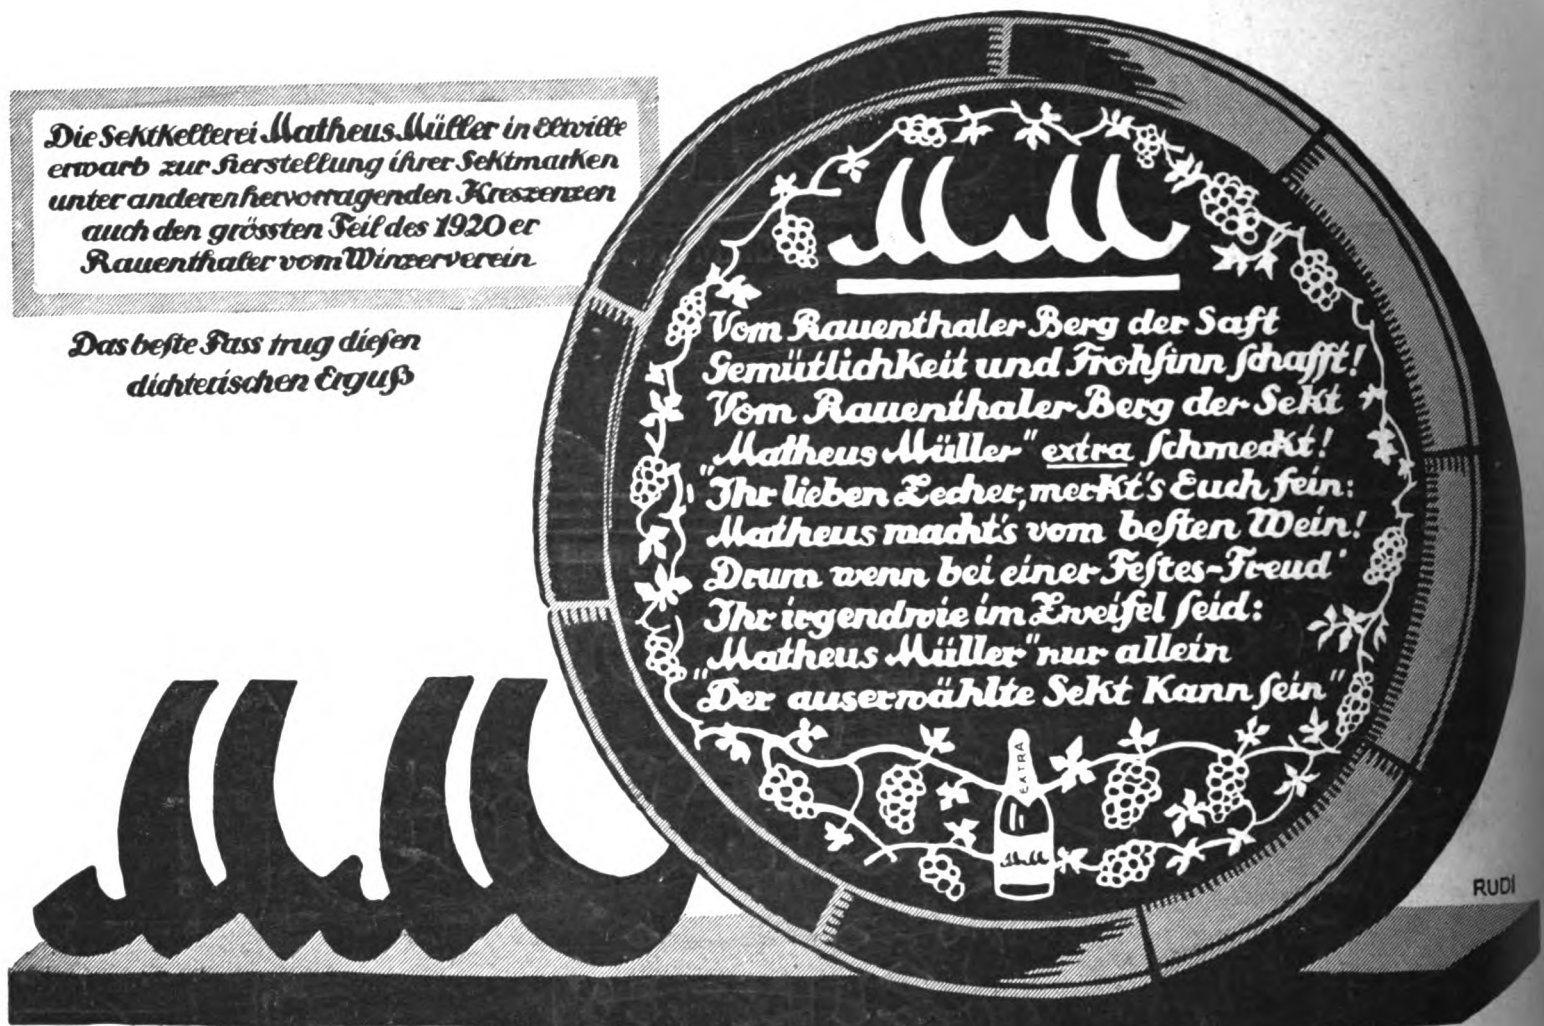 Die Sektkellerei Matheus Müller in Eltville
erwarb zur Herstellung ihrer Sektmarken
unter anderen hervorragenden Kreszenzen
auch den grössten Teil des 1920er
Rauenthaler vom Winzerverein
Das beſte Fass trug dieſen
dichterischen Erguß
MM
MM
Vom Rauenthaler Berg der Saft
Gemütlichkeit und Frohſinn ſchafft!
Vom Rauenthaler Berg der Sekt
„Matheus Müller" extra ſchmeckt!
"Ihr lieben Zecher, merkt's Euch fein:
Matheus macht's vom beſten Wein!
Drum wenn bei einer Feſtes-Freud'
Ihr irgendwie im Zweifel ſeid:
„Matheus Müller" nur allein
"Der auserwählte Sekt kann ſein"
EXTRA
MM
RUDI